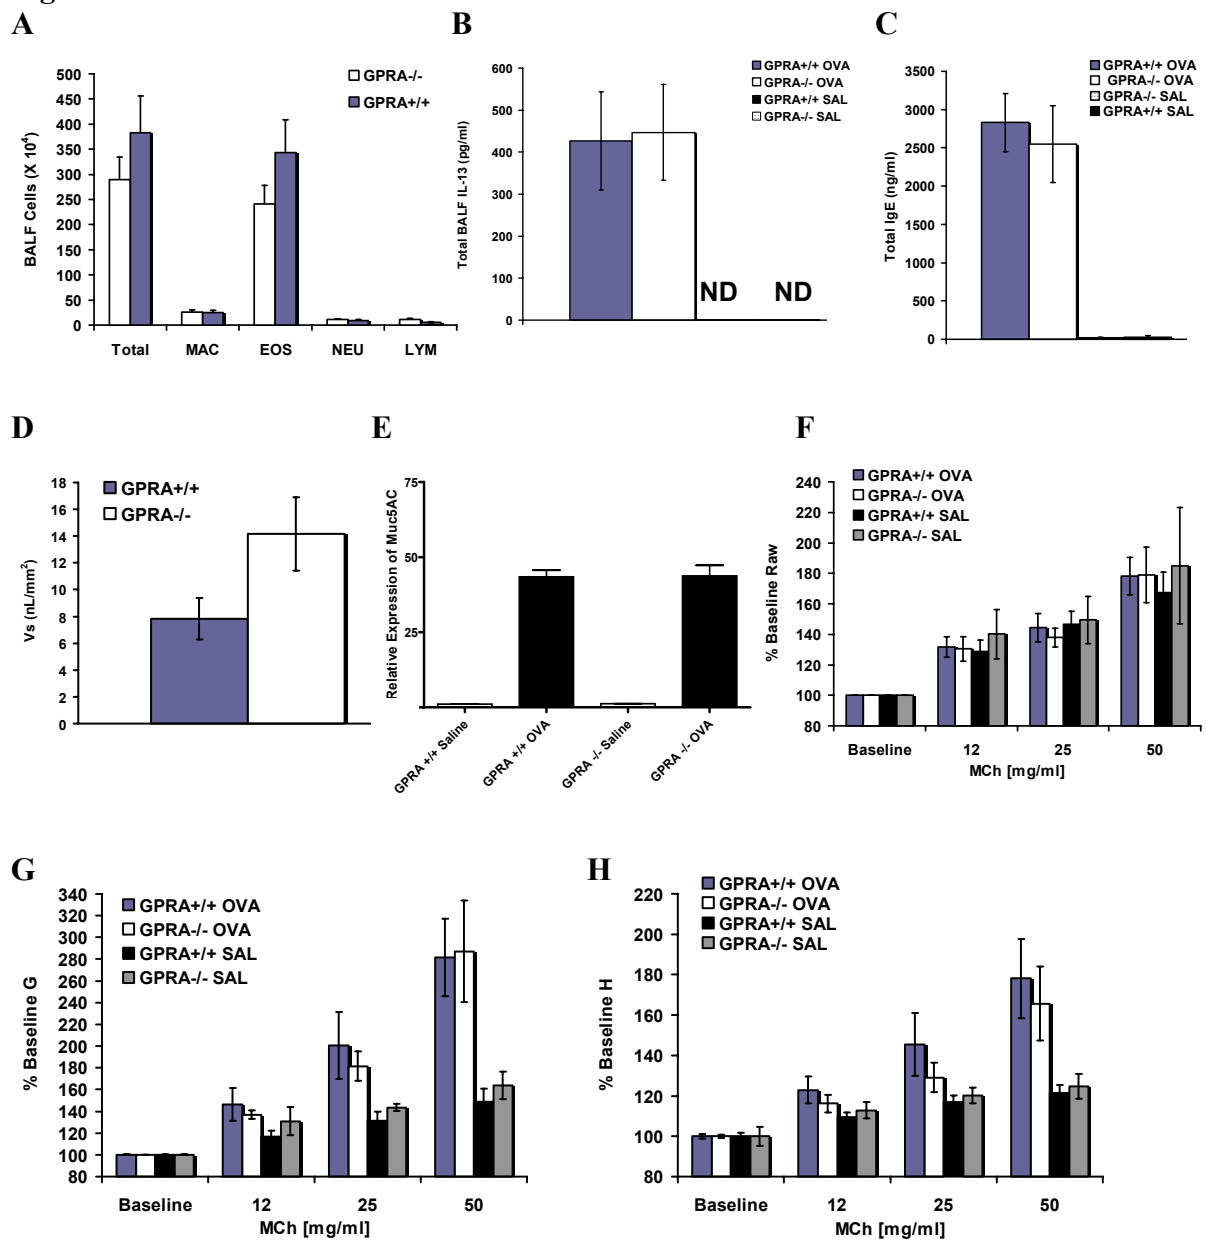 A
GPRA-/-
GPRA+/+
BALF Cells (X 10⁴)
500
450
400
350
300
250
200
150
100
50
0
Total MAC EOS NEU LYM
B
GPRA+/+ OVA
GPRA-/- OVA
GPRA+/+ SAL
GPRA-/- SAL
Total BALF IL-13 (pg/ml)
600
500
400
300
200
100
0
ND ND
C
GPRA+/+ OVA
GPRA-/- OVA
GPRA-/- SAL
GPRA+/+ SAL
Total IgE (ng/ml)
3500
3000
2500
2000
1500
1000
500
0
D
GPRA+/+
GPRA-/-
Vs (nL/mm²)
18
16
14
12
10
8
6
4
2
0
E
Relative Expression of Muc5AC
75
50
25
GPRA +/+ Saline
GPRA +/+ OVA
GPRA -/- Saline
GPRA -/- OVA
F
GPRA+/+ OVA
GPRA-/- OVA
GPRA+/+ SAL
GPRA-/- SAL
% Baseline Raw
240
220
200
180
160
140
120
100
80
Baseline 12 25 50
MCh [mg/ml]
G
GPRA+/+ OVA
GPRA-/- OVA
GPRA+/+ SAL
GPRA-/- SAL
% Baseline G
340
320
300
280
260
240
220
200
180
160
140
120
100
80
Baseline 12 25 50
MCh [mg/ml]
H
GPRA+/+ OVA
GPRA-/- OVA
GPRA+/+ SAL
GPRA-/- SAL
% Baseline H
220
200
180
160
140
120
100
80
Baseline 12 25 50
MCh [mg/ml]